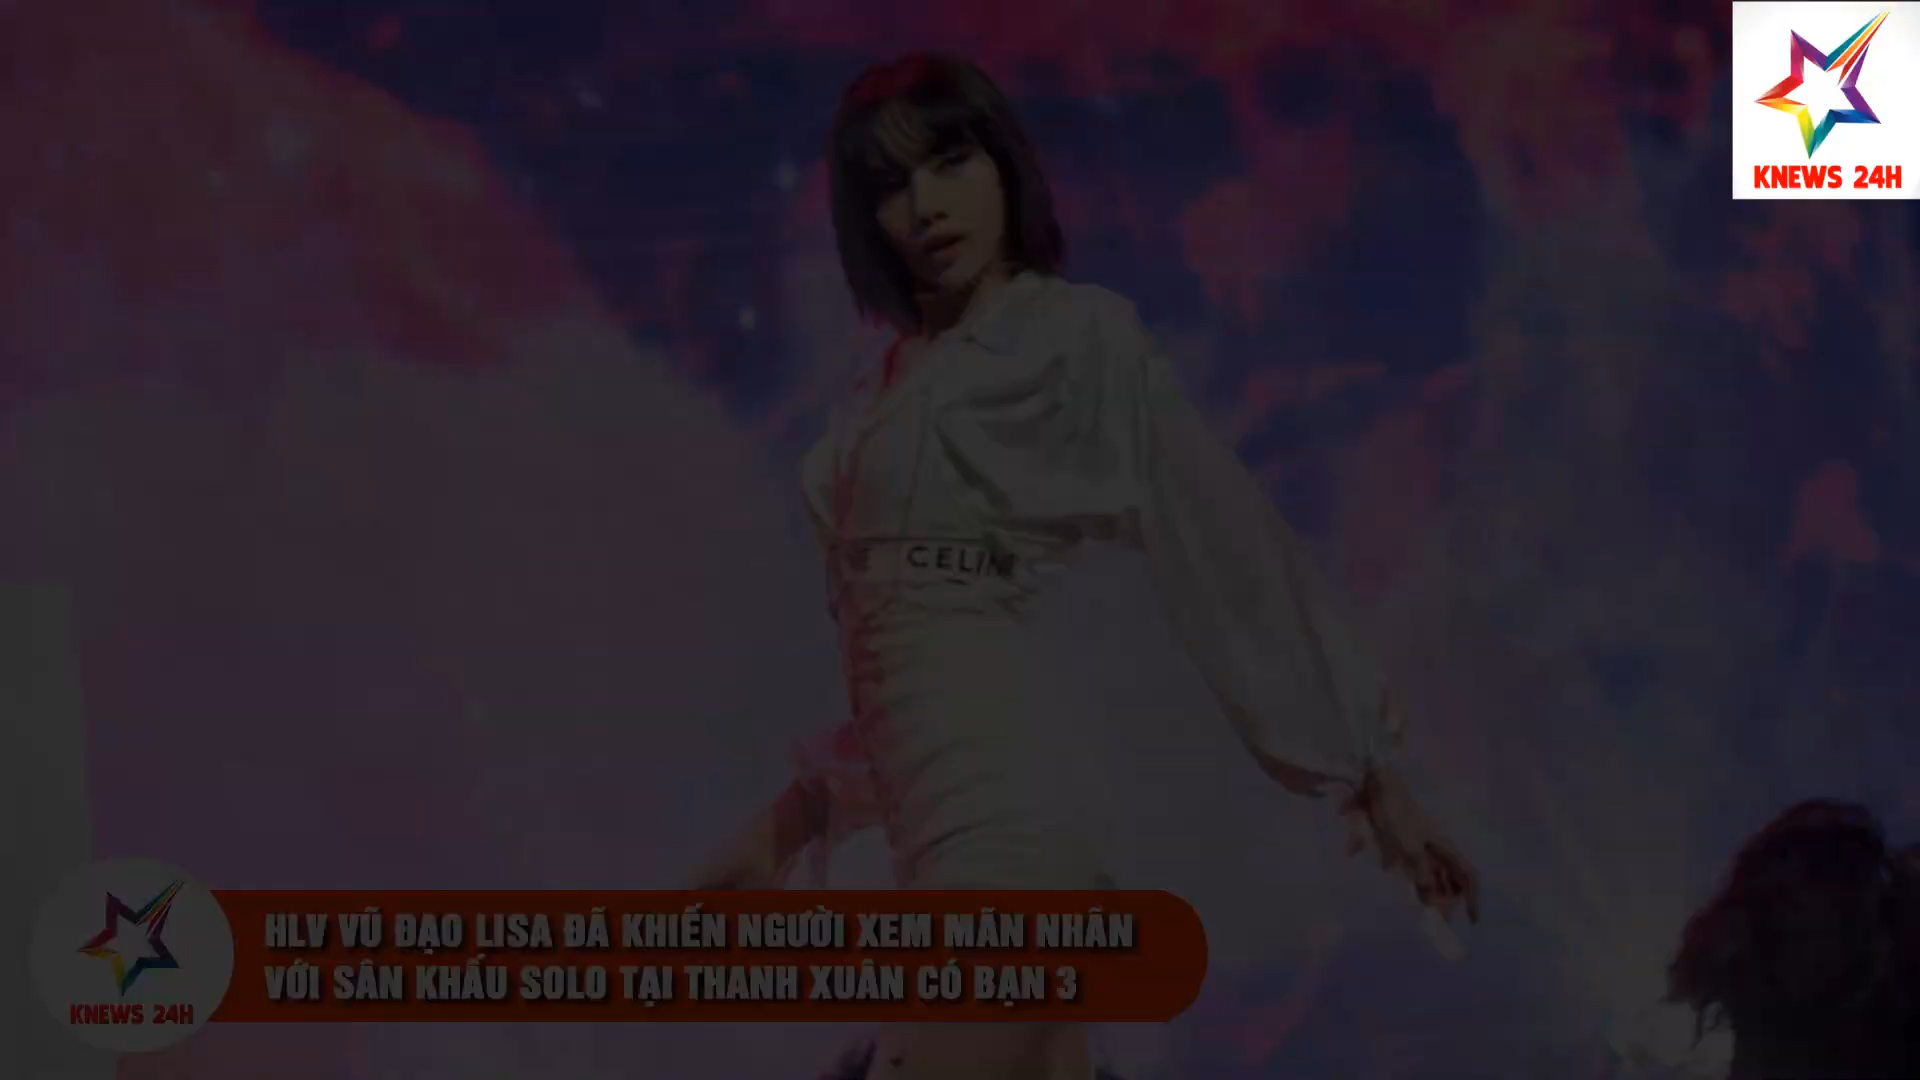 KNEWS 24H
CELINE
HLV VŨ ĐẠO LISA ĐÃ KHIẾN NGƯỜI XEM MÃN NHÃN
VỚI SÂN KHẤU SOLO TẠI THANH XUÂN CÓ BẠN 3
KNEWS 24H